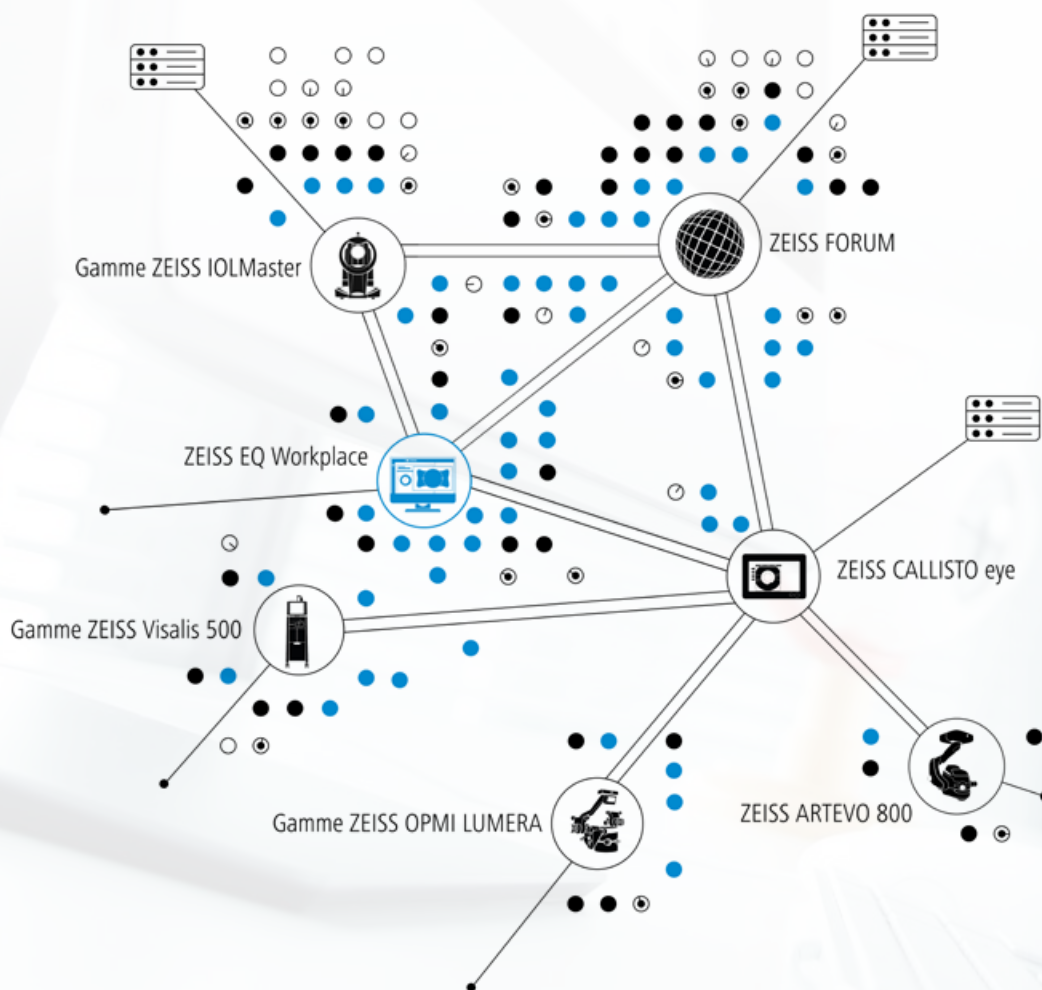 ZEISS FORUM
Gamme ZEISS IOLMaster
ZEISS EQ Workplace
ZEISS CALLISTO eye
Gamme ZEISS Visalis 500
Gamme ZEISS OPMI LUMERA
ZEISS ARTEVO 800